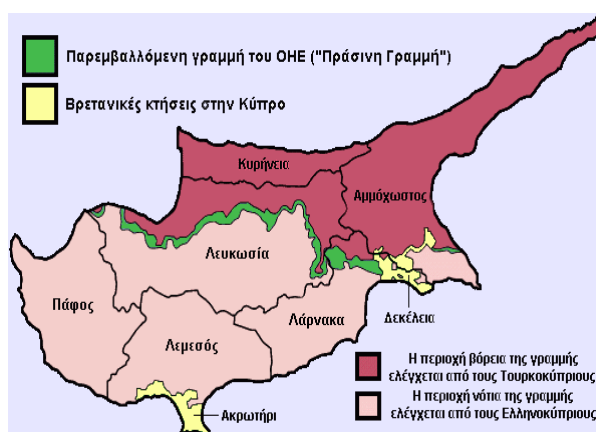 Παρεμβαλλόμενη γραμμή του ΟΗΕ ("Πράσινη Γραμμή")
Βρετανικές κτήσεις στην Κύπρο
Κυρήνεια
Αμμόχωστος
Λευκωσία
Πάφος
Λάρνακα
Δεκέλεια
Λεμεσός
Ακρωτήρι
Η περιοχή βόρεια της γραμμής
ελέγχεται από τους Τουρκοκύπριους
Η περιοχή νότια της γραμμής
ελέγχεται από τους Ελληνοκύπριους